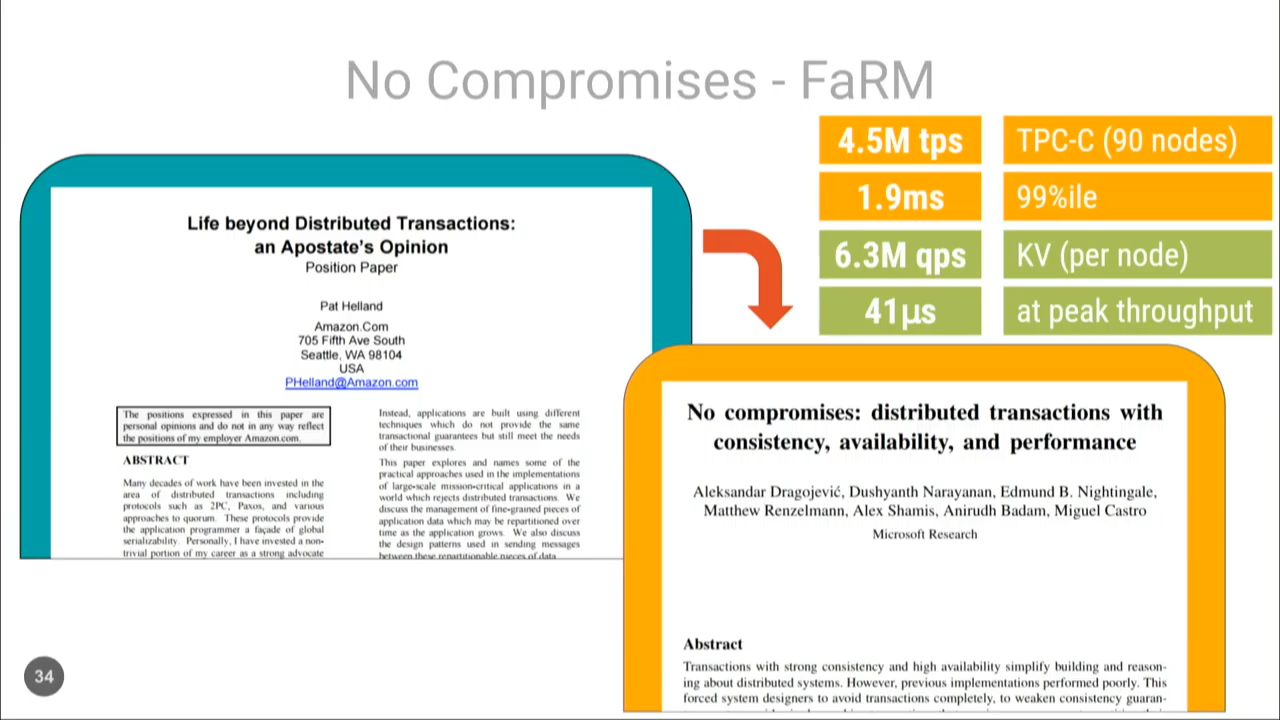 No Compromises - FaRM
4.5M tps
TPC-C (90 nodes)
1.9ms
99%ile
6.3M qps
KV (per node)
41µs
at peak throughput
Life beyond Distributed Transactions:
an Apostate's Opinion
Position Paper
Pat Helland
Amazon.Com
705 Fifth Ave South
Seattle, WA 98104
USA
PHelland@Amazon.com
The positions expressed in this paper are
personal opinions and do not in any way reflect
the positions of my employer Amazon.com.
ABSTRACT
Many decades of work have been invested in the
area of distributed transactions including
protocols such as 2PC, Paxos, and various
approaches to quorum. These protocols provide
the application programmer a façade of global
serializability. Personally, I have invested a non-
trivial portion of my career as a strong advocate
Instead, applications are built using different
techniques which do not provide the same
transactional guarantees but still meet the needs
of their businesses.
This paper explores and names some of the
practical approaches used in the implementations
of large-scale mission-critical applications in a
world which rejects distributed transactions. We
discuss the management of fine-grained pieces of
application data which may be repartitioned over
time as the application grows. We also discuss
the design patterns used in sending messages
between these repartitionable pieces of data.
No compromises: distributed transactions with
consistency, availability, and performance
Aleksandar Dragojević, Dushyanth Narayanan, Edmund B. Nightingale,
Matthew Renzelmann, Alex Shamis, Anirudh Badam, Miguel Castro
Microsoft Research
Abstract
Transactions with strong consistency and high availability simplify building and reason-
ing about distributed systems. However, previous implementations performed poorly. This
forced system designers to avoid transactions completely, to weaken consistency guaran-
34